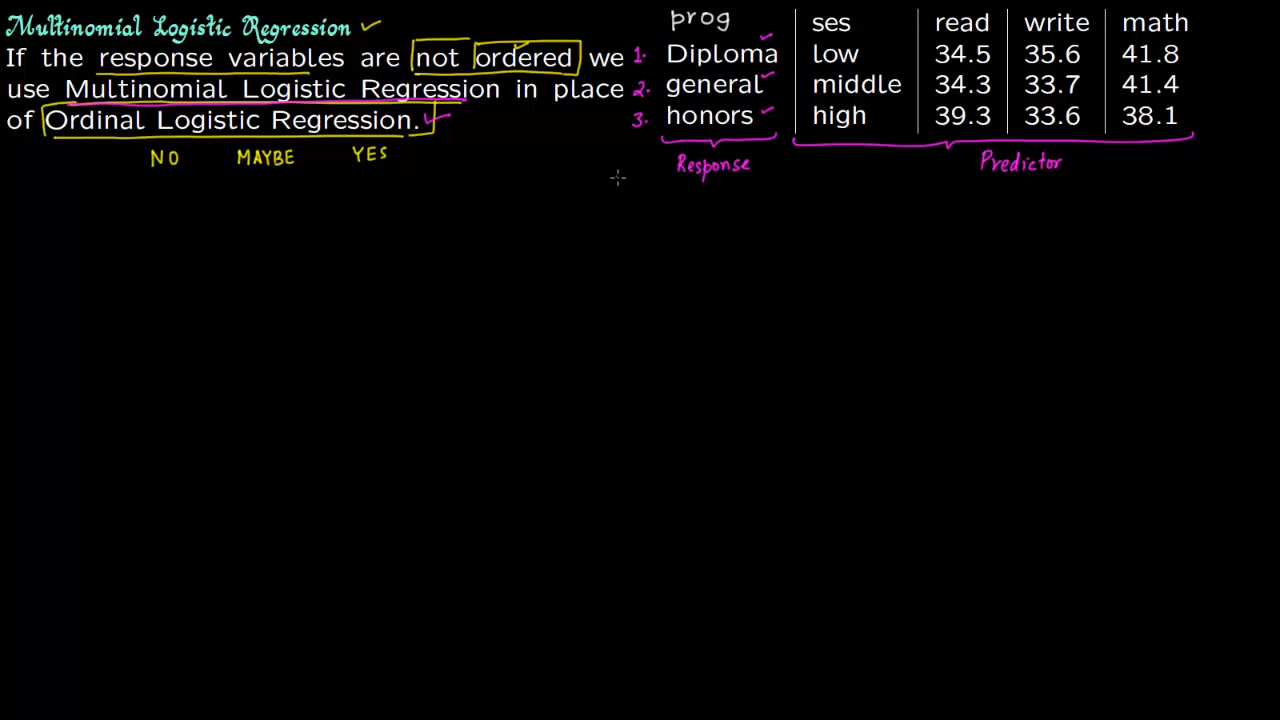 Multinomial Logistic Regression
If the response variables are not ordered we
use Multinomial Logistic Regression in place
of Ordinal Logistic Regression.
NO MAYBE YES
prog ses read write math
1. Diploma low 34.5 35.6 41.8
2. general middle 34.3 33.7 41.4
3. honors high 39.3 33.6 38.1
Response Predictor